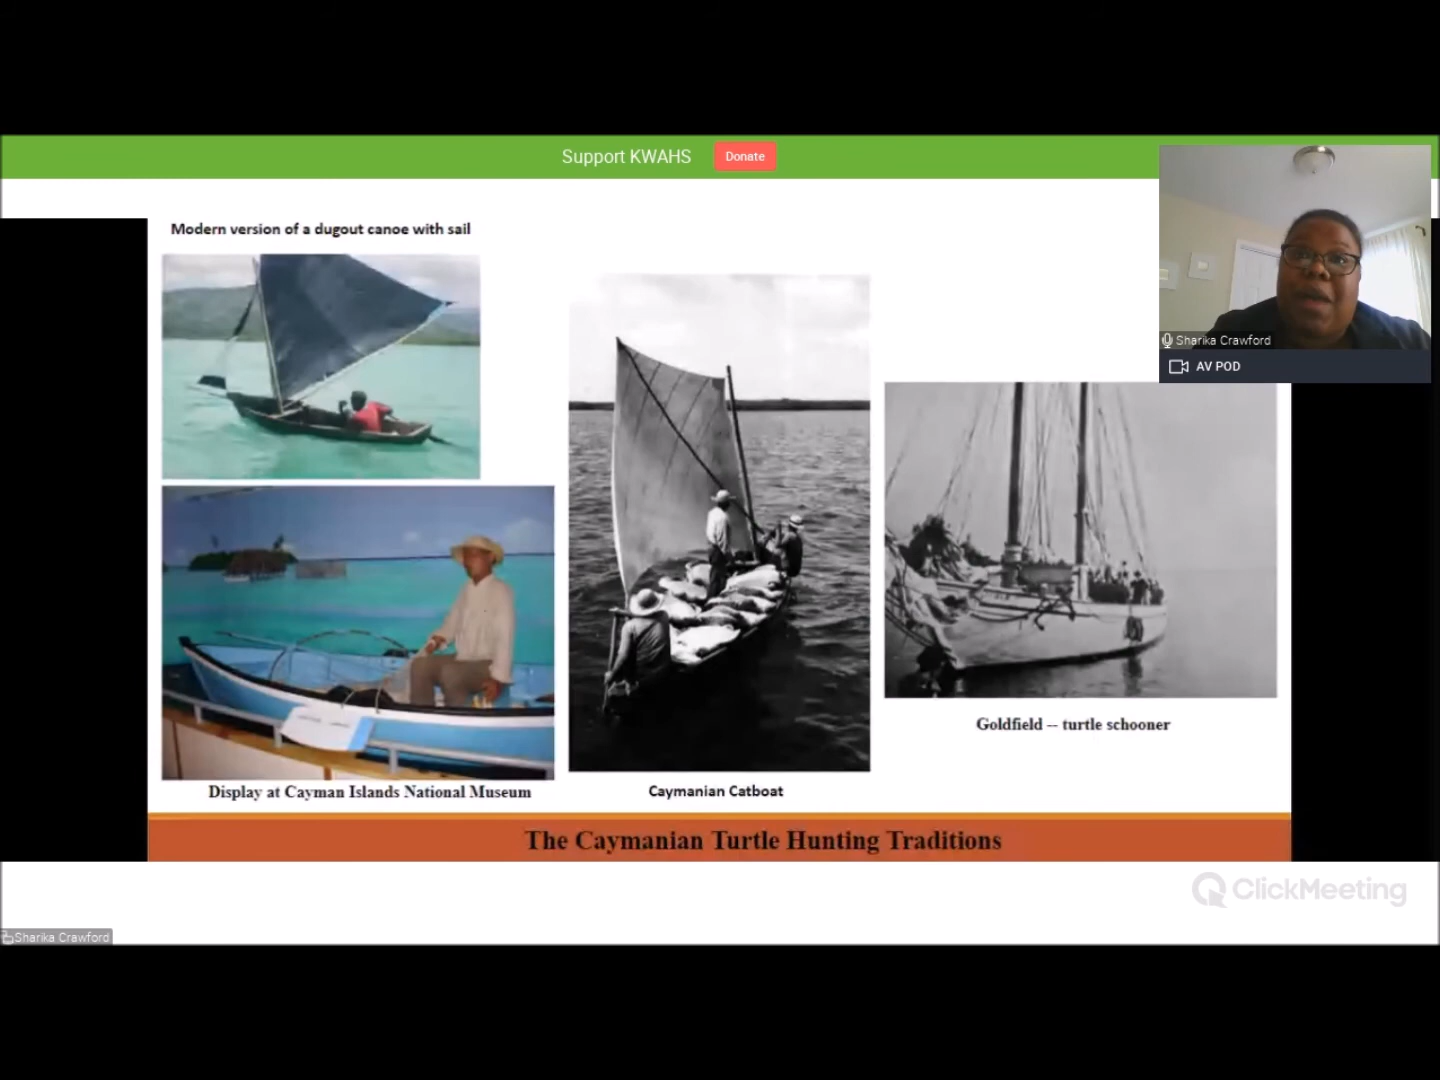 Support KWAHS
Donate
Modern version of a dugout canoe with sail
Sharika Crawford
AV POD
Goldfield -- turtle schooner
Display at Cayman Islands National Museum
Caymanian Catboat
The Caymanian Turtle Hunting Traditions
ClickMeeting
Sharika Crawford